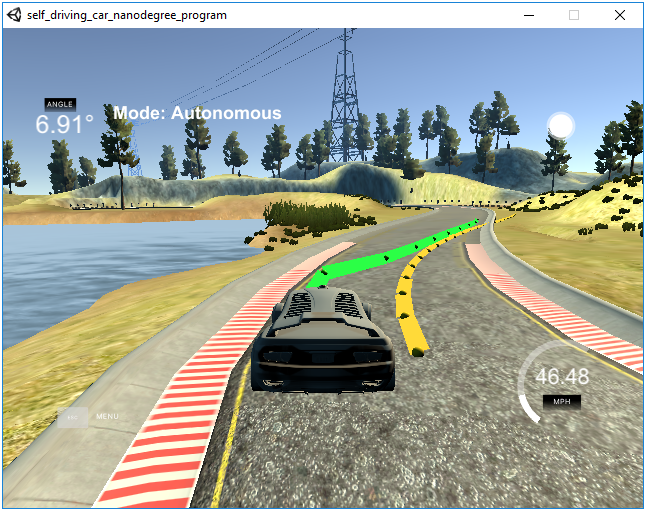 self_driving_car_nanodegree_program
ANGLE
6.91°
Mode: Autonomous
46.48
MPH
MENU